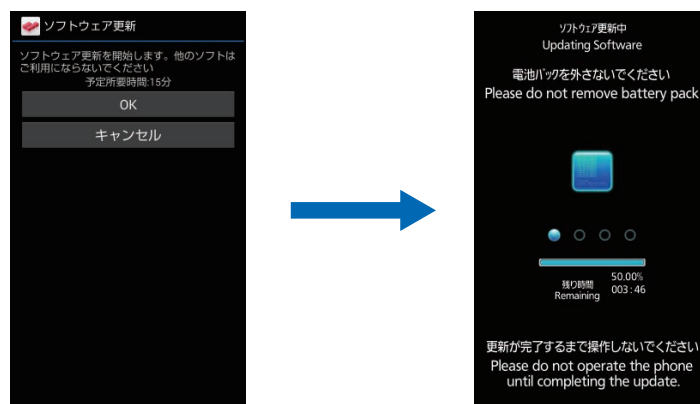 ソフトウェア更新
ソフトウェア更新を開始します。他のソフトは
ご利用にならないでください
予定所要時間:15分
OK
キャンセル
ソフトウェア更新中
Updating Software
電池パックを外さないでください
Please do not remove battery pack
50.00%
残り時間 003:46
Remaining
更新が完了するまで操作しないでください
Please do not operate the phone
until completing the update.